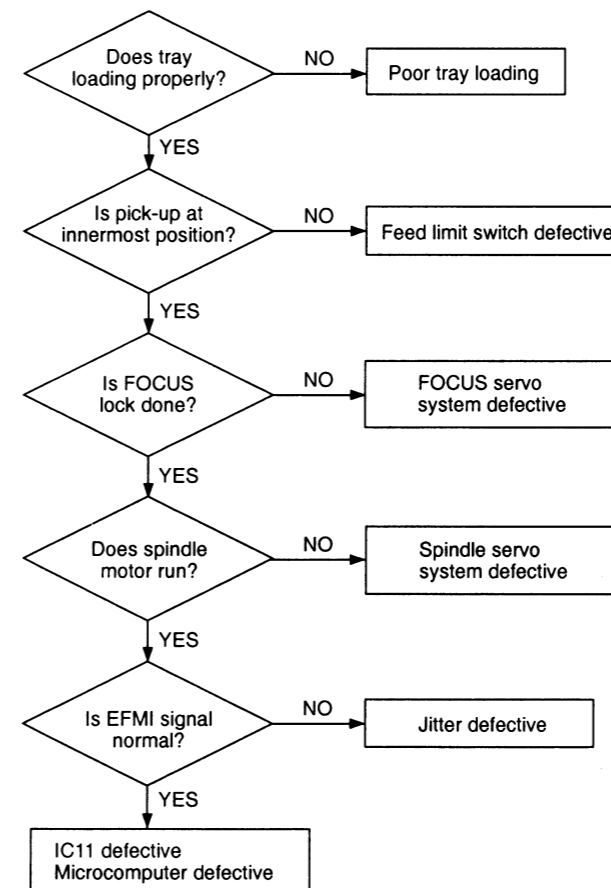 Does tray
loading properly?
NO
Poor tray loading
YES
Is pick-up at
innermost position?
NO
Feed limit switch defective
YES
Is FOCUS
lock done?
NO
FOCUS servo
system defective
YES
Does spindle
motor run?
NO
Spindle servo
system defective
YES
Is EFMI signal
normal?
NO
Jitter defective
YES
IC11 defective
Microcomputer defective